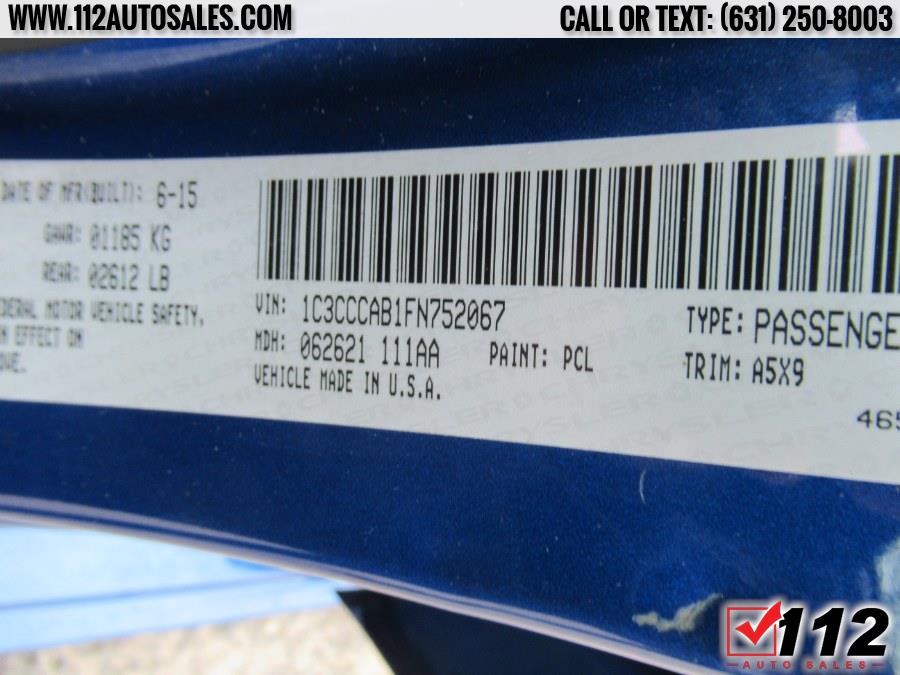 WWW.112AUTOSALES.COM
CALL OR TEXT: (631) 250-8003
DATE OF MFR(BUILT): 6-15
GAWR: 01185 KG
REAR: 02612 LB
EDERAL MOTOR VEHICLE SAFETY,
IN EFFECT ON
OVE.
VIN: 1C3CCCAB1FN752067
MDH: 062621 111AA
PAINT: PCL
VEHICLE MADE IN U.S.A.
TYPE: PASSENGE
TRIM: A5X9
465
112
AUTO SALES